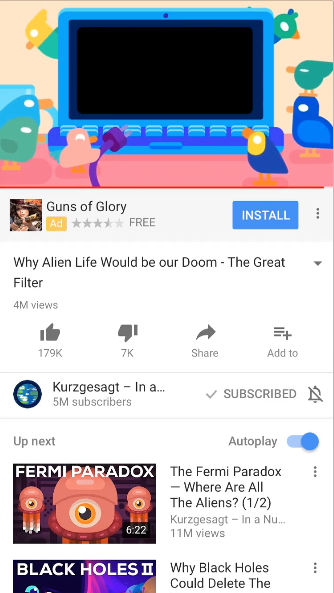 Guns of Glory
Ad FREE
INSTALL
Why Alien Life Would be our Doom - The Great
Filter
4M views
179K
7K
Share
Add to
Kurzgesagt – In a...
5M subscribers
SUBSCRIBED
Up next
Autoplay
FERMI PARADOX
6:22
The Fermi Paradox
— Where Are All
The Aliens? (1/2)
Kurzgesagt – In a Nu...
11M views
BLACK HOLES II
Why Black Holes
Could Delete The